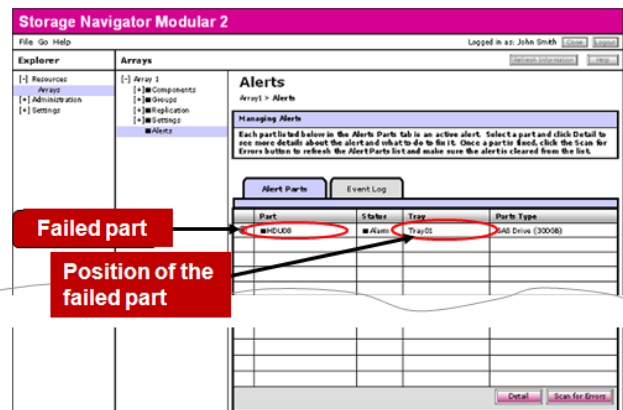 Storage Navigator Modular 2
File Go Help
Logged in as: John Smith
Close
Logout
Explorer
Arrays
Refresh Information
Help
[-] Resources
Arrays
[+] Administration
[+] Settings
[-] Array 1
[+] Components
[+] Groups
[+] Replication
[+] Settings
Alerts
Alerts
Array1 > Alerts
Managing Alerts
Each part listed below in the Alerts Parts tab is an active alert. Select a part and click Detail to
see more details about the alert and what to do to fix it. Once a part is fixed, click the Scan for
Errors button to refresh the Alert Parts list and make sure the alert is cleared from the list.
Alert Parts
Event Log
Part
Status
Tray
Parts Type
HDU08
Alarm
Tray01
SAS Drive (300GB)
Failed part
Position of the
failed part
Detail
Scan for Errors